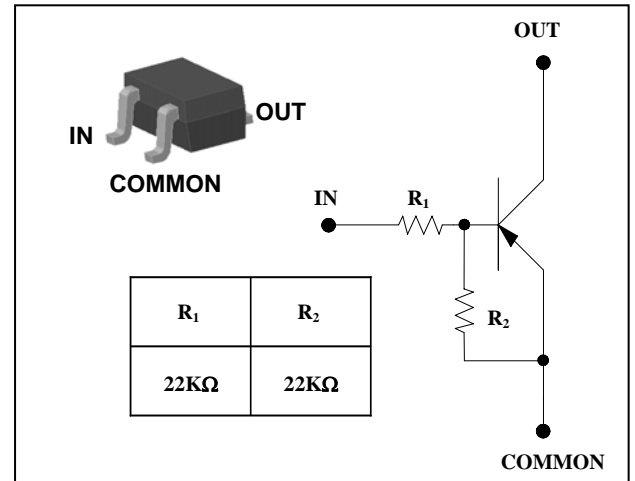 OUT
OUT
IN
COMMON
IN
R₁
R₁ R₂
R₂
22KΩ 22KΩ
COMMON